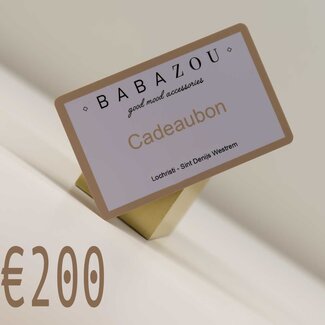 BABAZOU
good mood accessories
Cadeaubon
Lochristi - Sint Denijs Westrem
€200